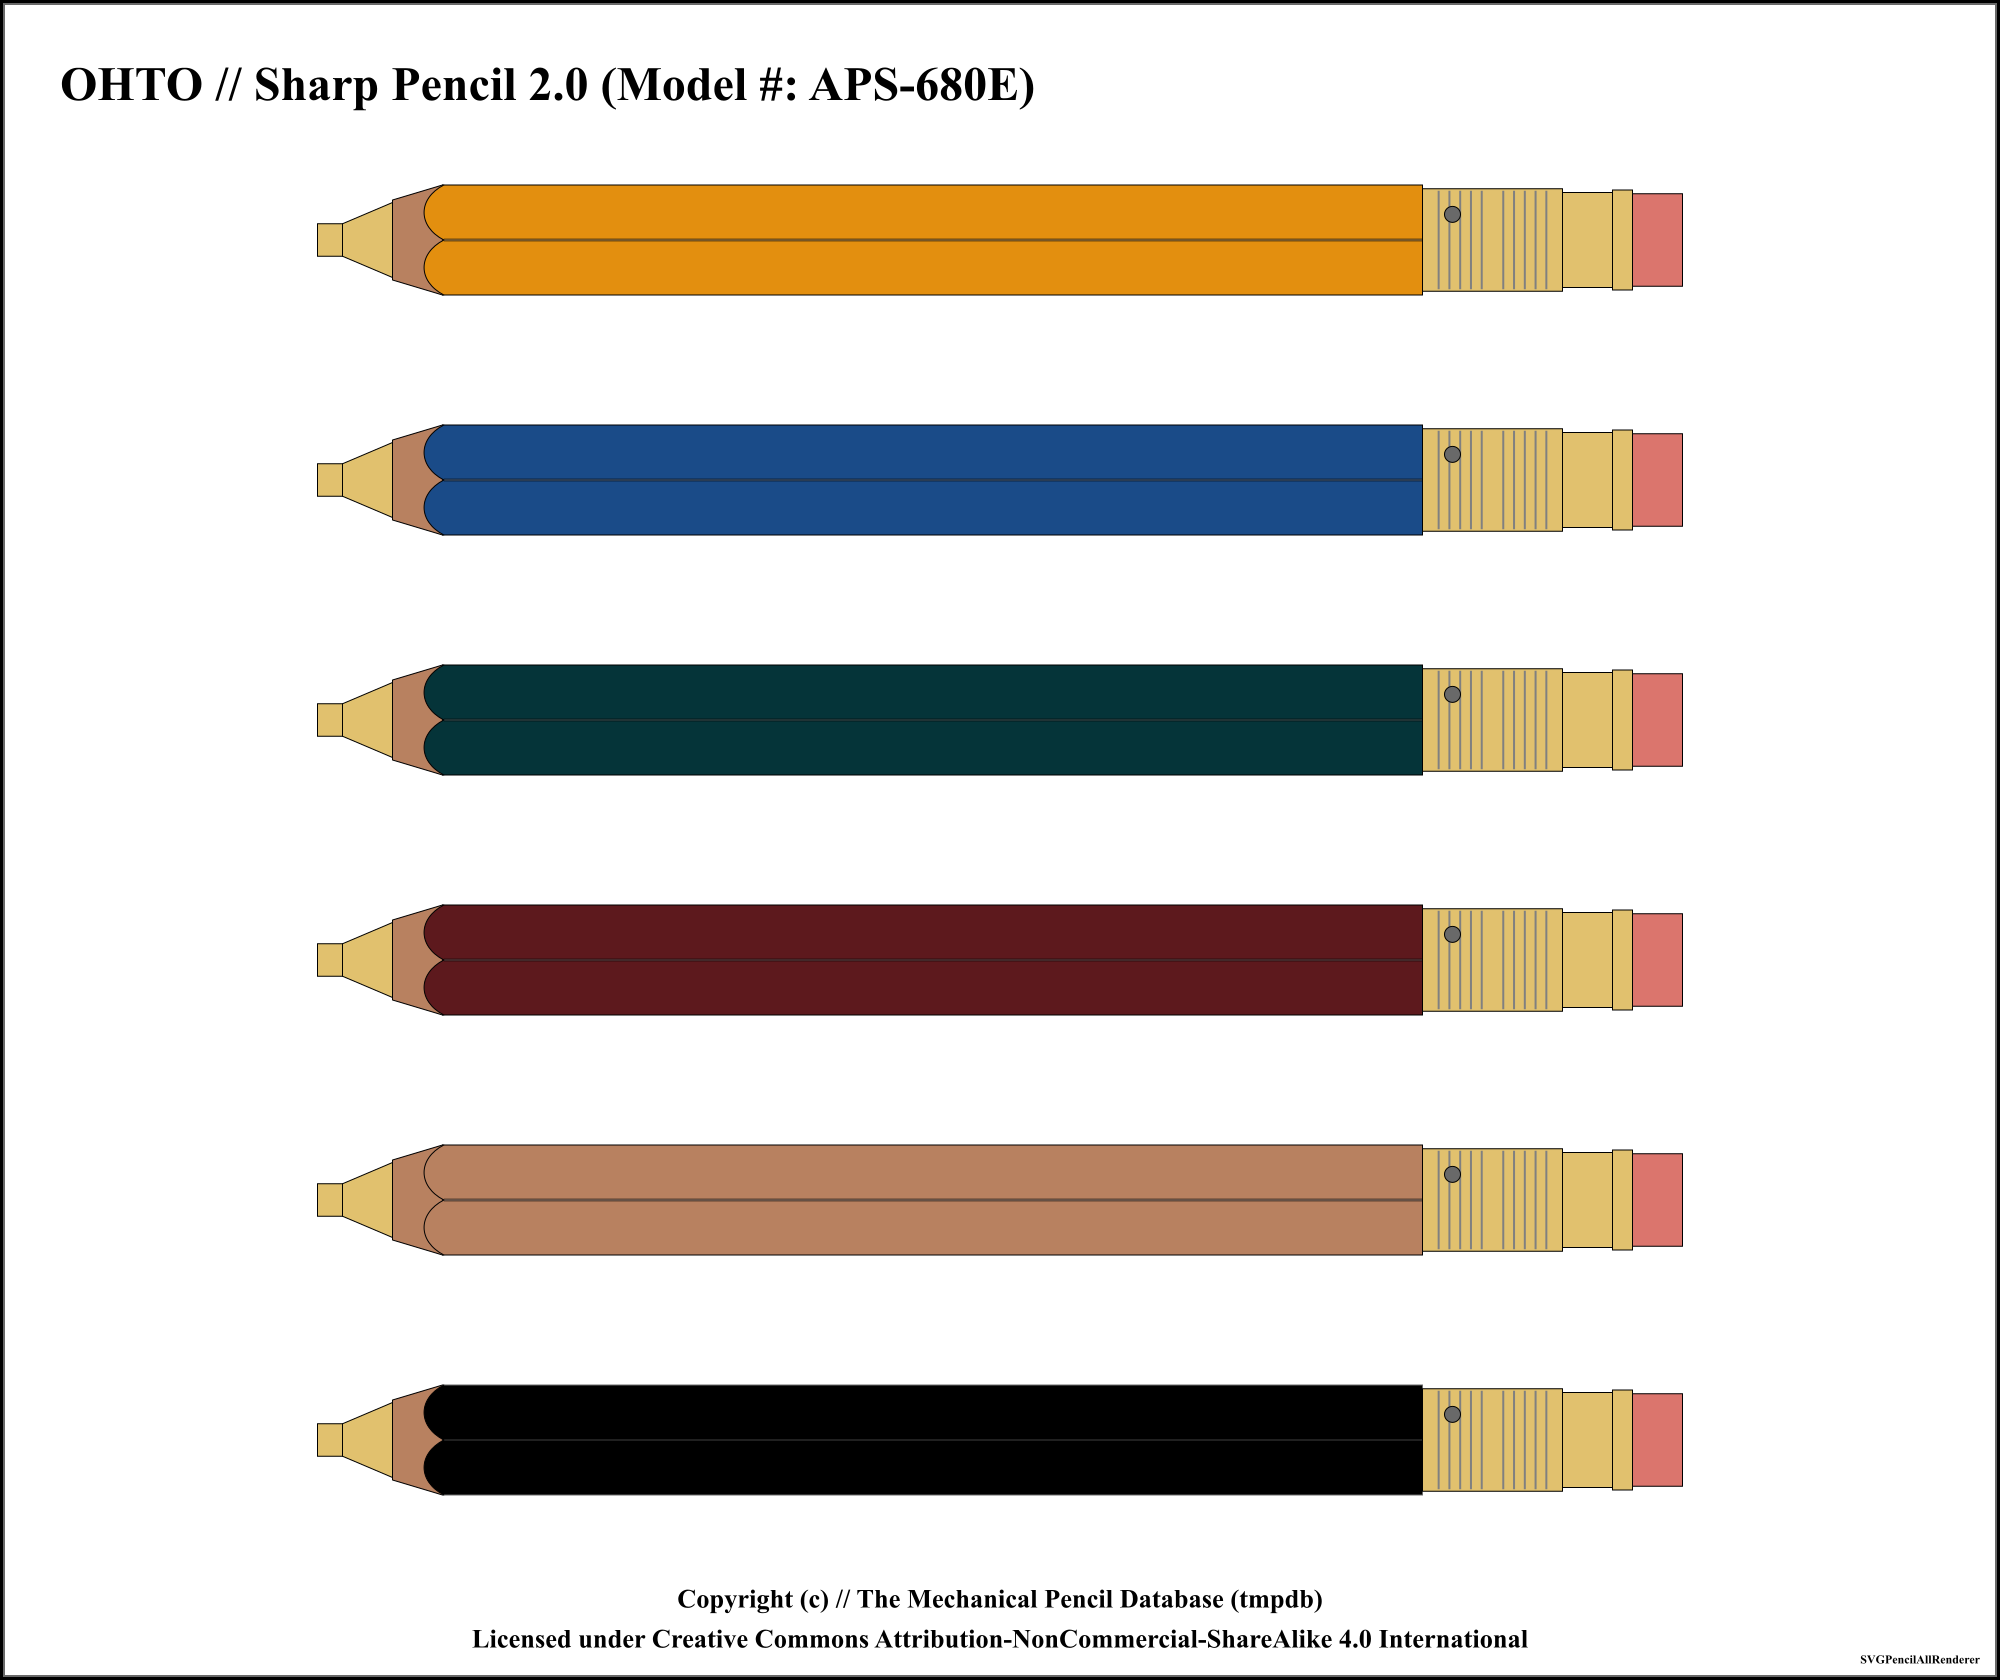 OHTO // Sharp Pencil 2.0 (Model #: APS-680E)
Copyright (c) // The Mechanical Pencil Database (tmpdb)
Licensed under Creative Commons Attribution-NonCommercial-ShareAlike 4.0 International
SVGPencilAllRenderer